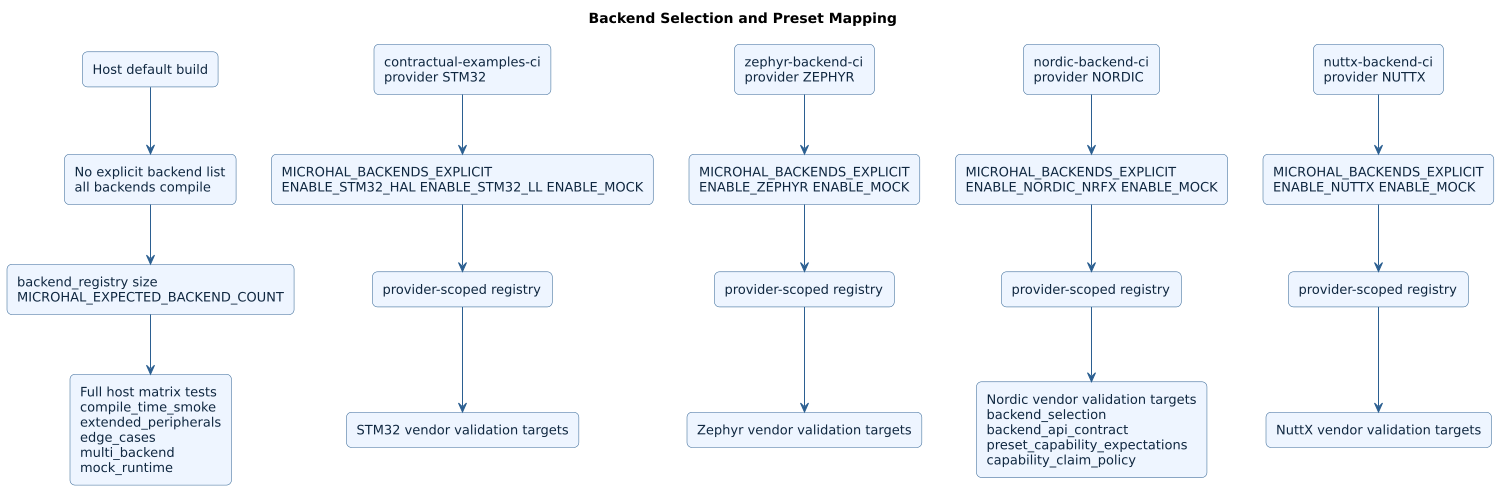 Backend Selection and Preset Mapping
Host default build
No explicit backend list
all backends compile
backend_registry size
MICROHAL_EXPECTED_BACKEND_COUNT
Full host matrix tests
compile_time_smoke
extended_peripherals
edge_cases
multi_backend
mock_runtime
contractual-examples-ci
provider STM32
MICROHAL_BACKENDS_EXPLICIT
ENABLE_STM32_HAL ENABLE_STM32_LL ENABLE_MOCK
provider-scoped registry
STM32 vendor validation targets
zephyr-backend-ci
provider ZEPHYR
MICROHAL_BACKENDS_EXPLICIT
ENABLE_ZEPHYR ENABLE_MOCK
provider-scoped registry
Zephyr vendor validation targets
nordic-backend-ci
provider NORDIC
MICROHAL_BACKENDS_EXPLICIT
ENABLE_NORDIC_NRFX ENABLE_MOCK
provider-scoped registry
Nordic vendor validation targets
backend_selection
backend_api_contract
preset_capability_expectations
capability_claim_policy
nuttx-backend-ci
provider NUTTX
MICROHAL_BACKENDS_EXPLICIT
ENABLE_NUTTX ENABLE_MOCK
provider-scoped registry
NuttX vendor validation targets